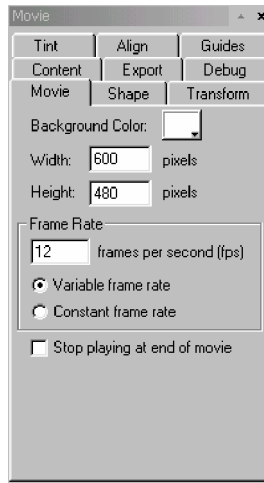 Movie
Tint Align Guides
Content Export Debug
Movie Shape Transform
Background Color:
Width: 600 pixels
Height: 480 pixels
Frame Rate
12 frames per second (fps)
Variable frame rate
Constant frame rate
Stop playing at end of movie